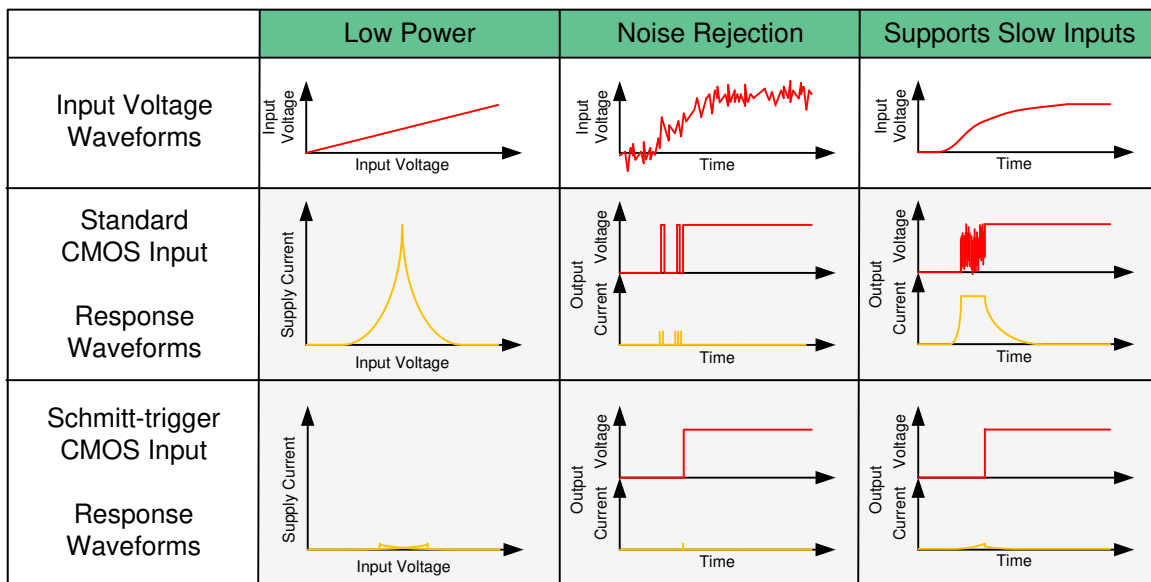 Low Power
Noise Rejection
Supports Slow Inputs
Input Voltage
Waveforms
Input
Voltage
Input Voltage
Input
Voltage
Time
Input
Voltage
Time
Standard
CMOS Input
Response
Waveforms
Supply Current
Input Voltage
Output
Voltage
Current
Time
Output
Voltage
Current
Time
Schmitt-trigger
CMOS Input
Response
Waveforms
Supply Current
Input Voltage
Output
Voltage
Current
Time
Output
Voltage
Current
Time